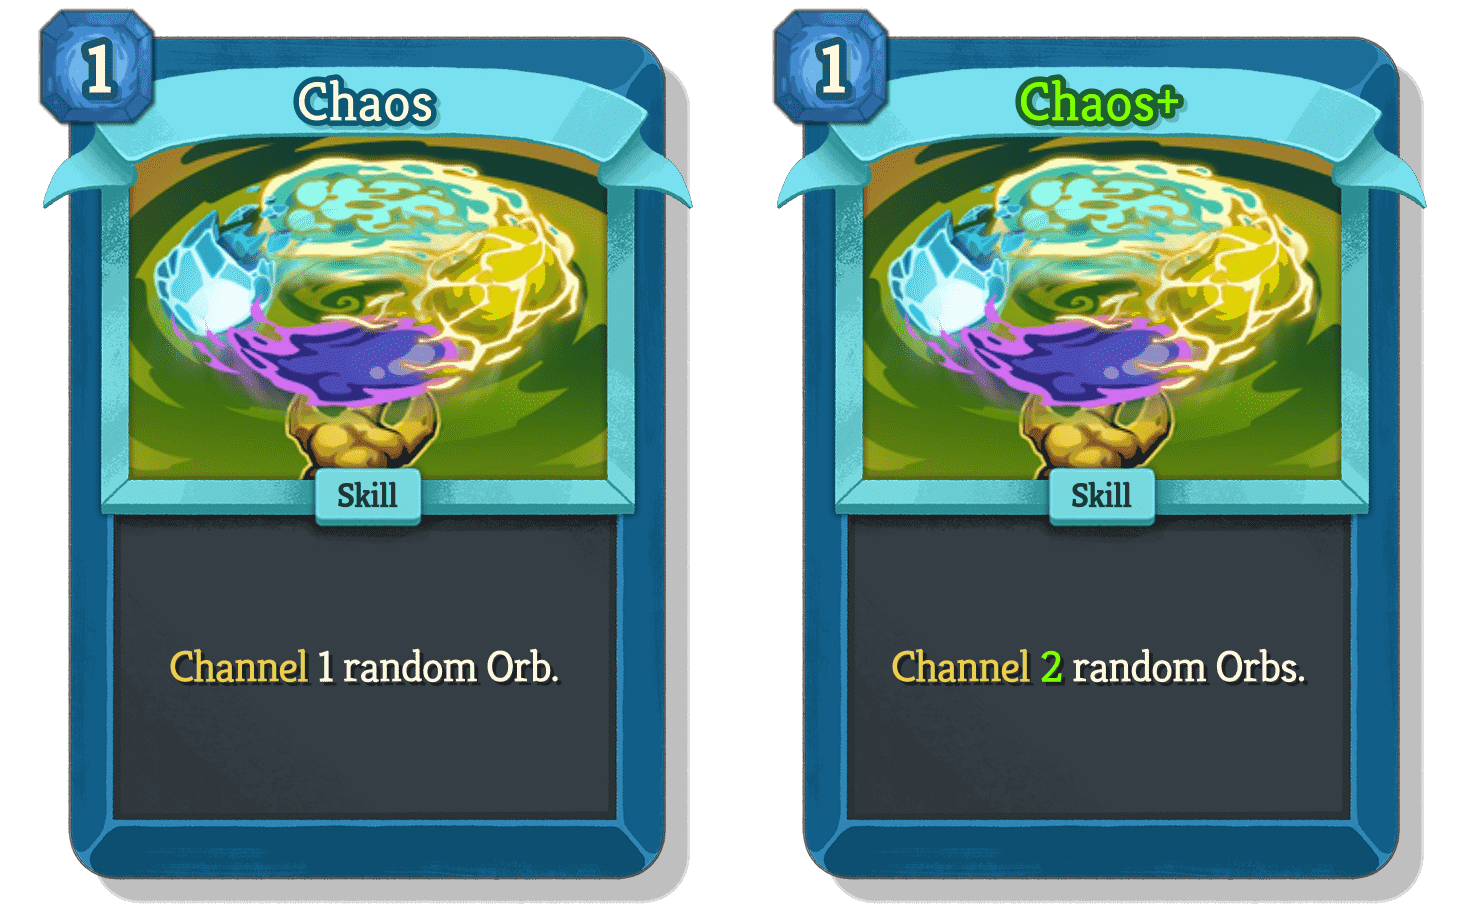 1
Chaos
Skill
Channel 1 random Orb.
1
Chaos+
Skill
Channel 2 random Orbs.